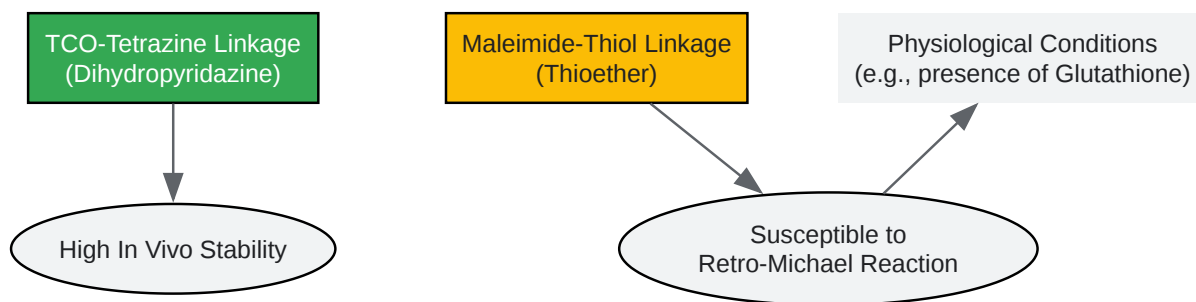 TCO-Tetrazine Linkage
(Dihydropyridazine)
Maleimide-Thiol Linkage
(Thioether)
Physiological Conditions
(e.g., presence of Glutathione)
High In Vivo Stability
Susceptible to
Retro-Michael Reaction